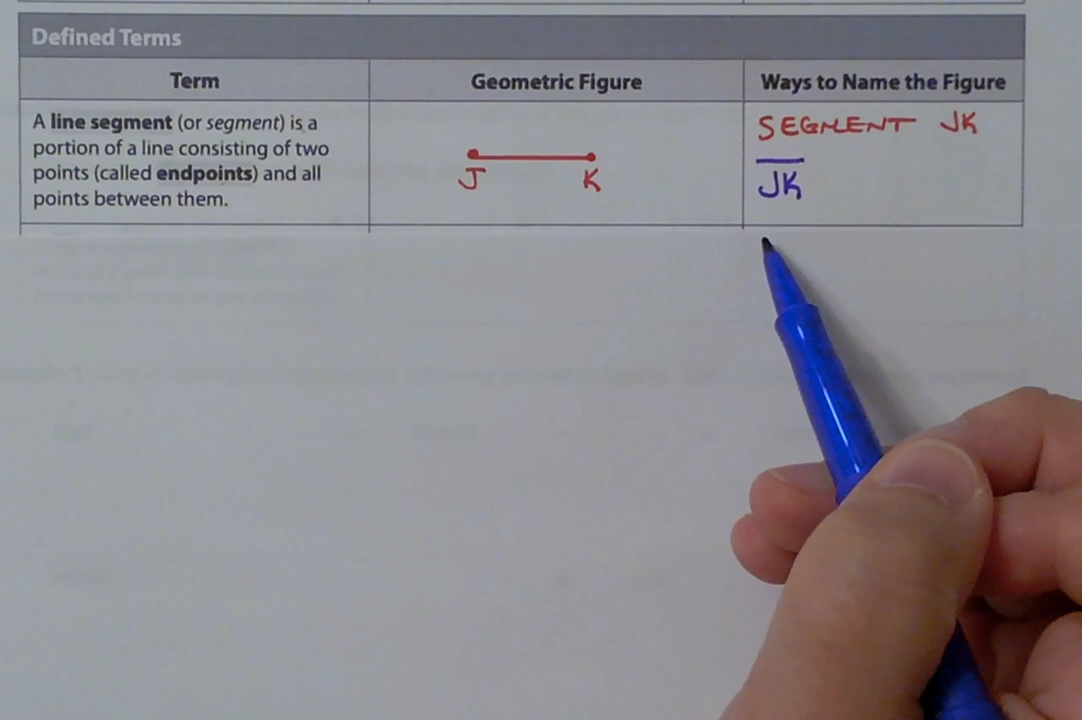 Defined Terms
Term
Geometric Figure
Ways to Name the Figure
A line segment (or segment) is a
portion of a line consisting of two
points (called endpoints) and all
points between them.
J K
SEGMENT JK
J̅K̅